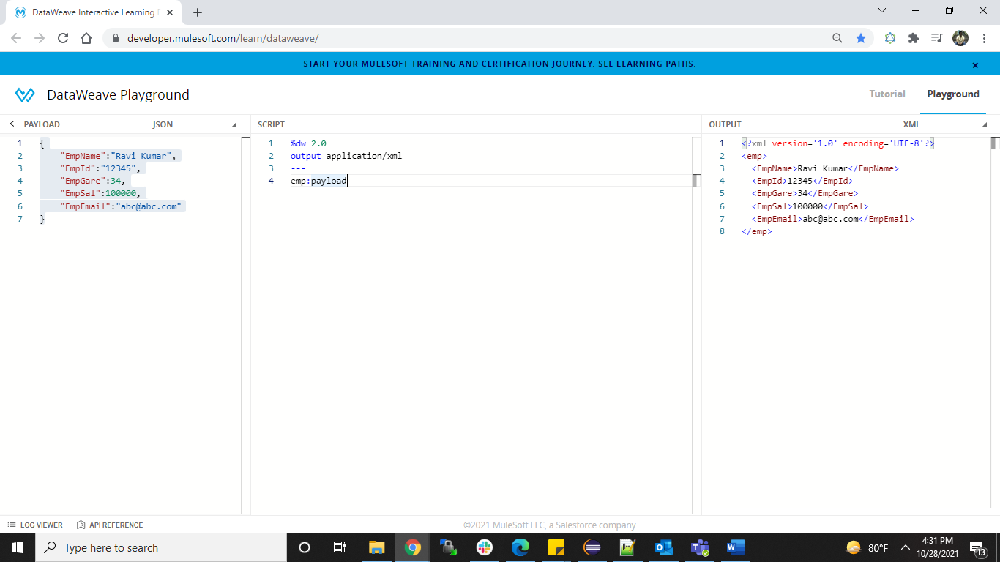 DataWeave Interactive Learning E
developer.mulesoft.com/learn/dataweave/
START YOUR MULESOFT TRAINING AND CERTIFICATION JOURNEY. SEE LEARNING PATHS.
DataWeave Playground
Tutorial Playground
PAYLOAD JSON
1 {
2 "EmpName":"Ravi Kumar",
3 "EmpId":"12345",
4 "EmpGare":34,
5 "EmpSal":100000,
6 "EmpEmail":"abc@abc.com"
7 }
SCRIPT
1 %dw 2.0
2 output application/xml
3 ---
4 emp:payload
OUTPUT XML
1 <?xml version='1.0' encoding='UTF-8'?>
2 <emp>
3 <EmpName>Ravi Kumar</EmpName>
4 <EmpId>12345</EmpId>
5 <EmpGare>34</EmpGare>
6 <EmpSal>100000</EmpSal>
7 <EmpEmail>abc@abc.com</EmpEmail>
8 </emp>
LOG VIEWER API REFERENCE
©2021 MuleSoft LLC, a Salesforce company
Type here to search
80°F
4:31 PM
10/28/2021
13